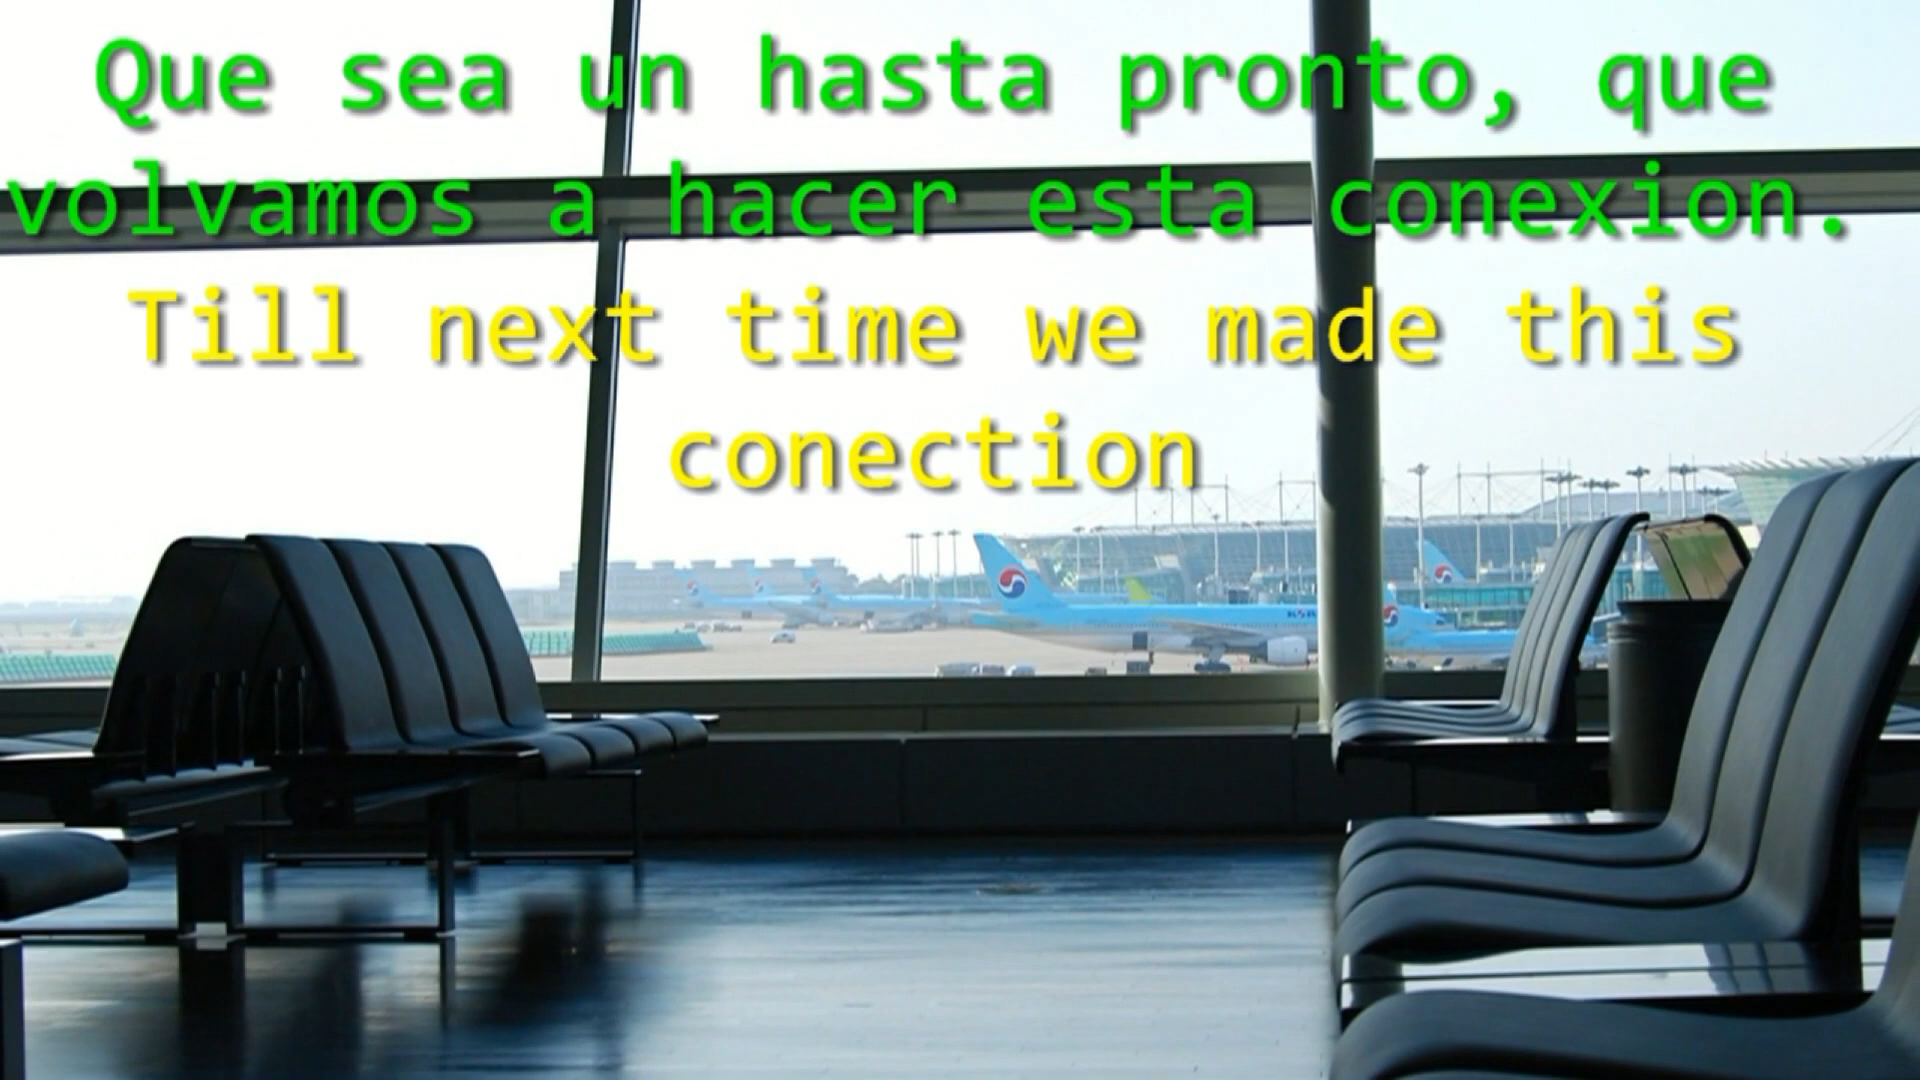 Que sea un hasta pronto, que
volvamos a hacer esta conexion.
Till next time we made this
conection